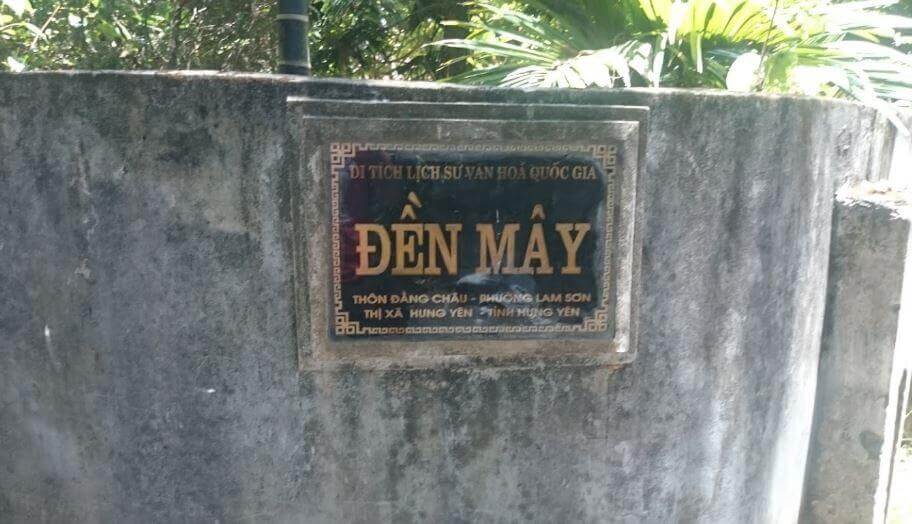 DI TÍCH LỊCH SỬ VĂN HOÁ QUỐC GIA
ĐỀN MÂY
THÔN ĐẰNG CHÂU - PHƯỜNG LAM SƠN
THỊ XÃ HƯNG YÊN - TỈNH HƯNG YÊN